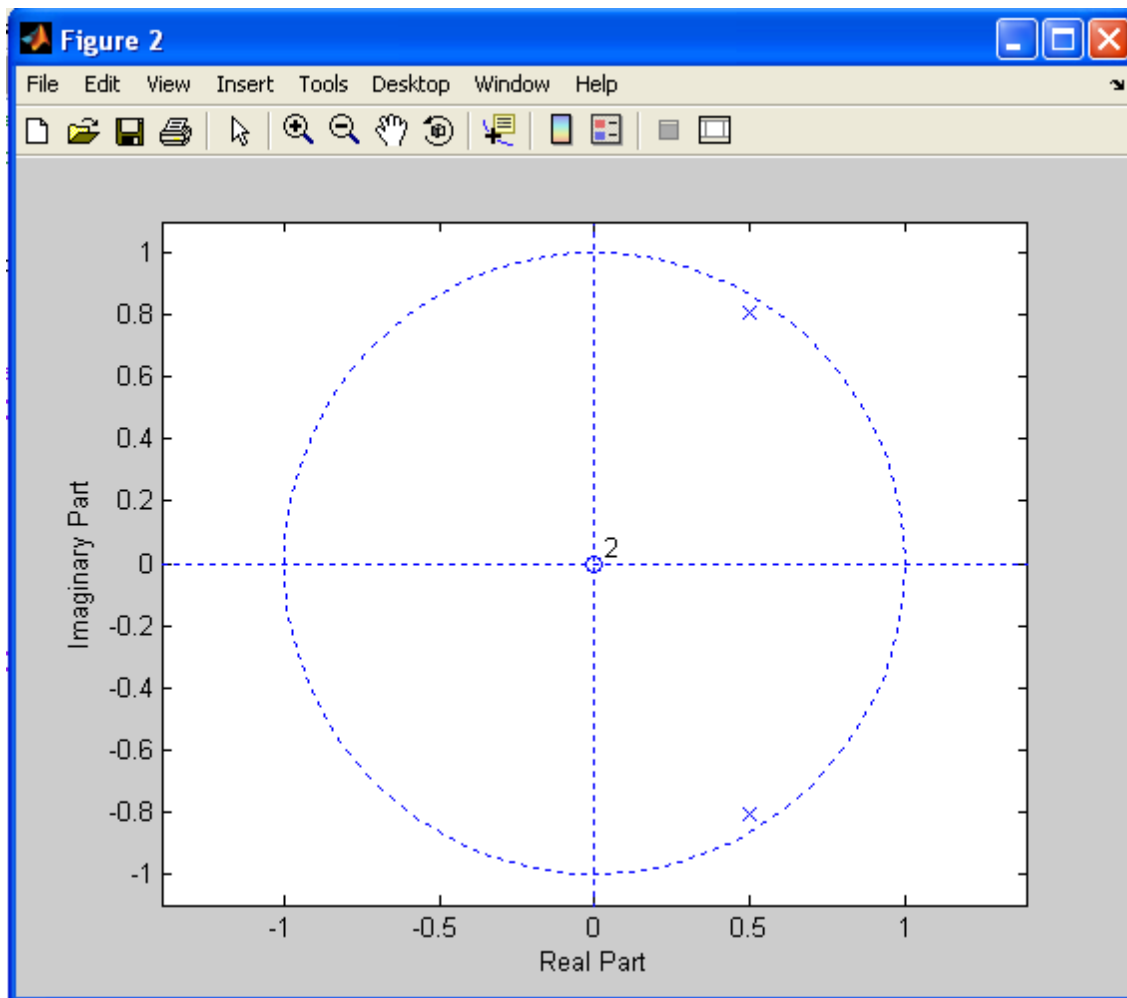 Figure 2
File Edit View Insert Tools Desktop Window Help
1
0.8
0.6
0.4
0.2
0
-0.2
-0.4
-0.6
-0.8
-1
Imaginary Part
2
-1 -0.5 0 0.5 1
Real Part